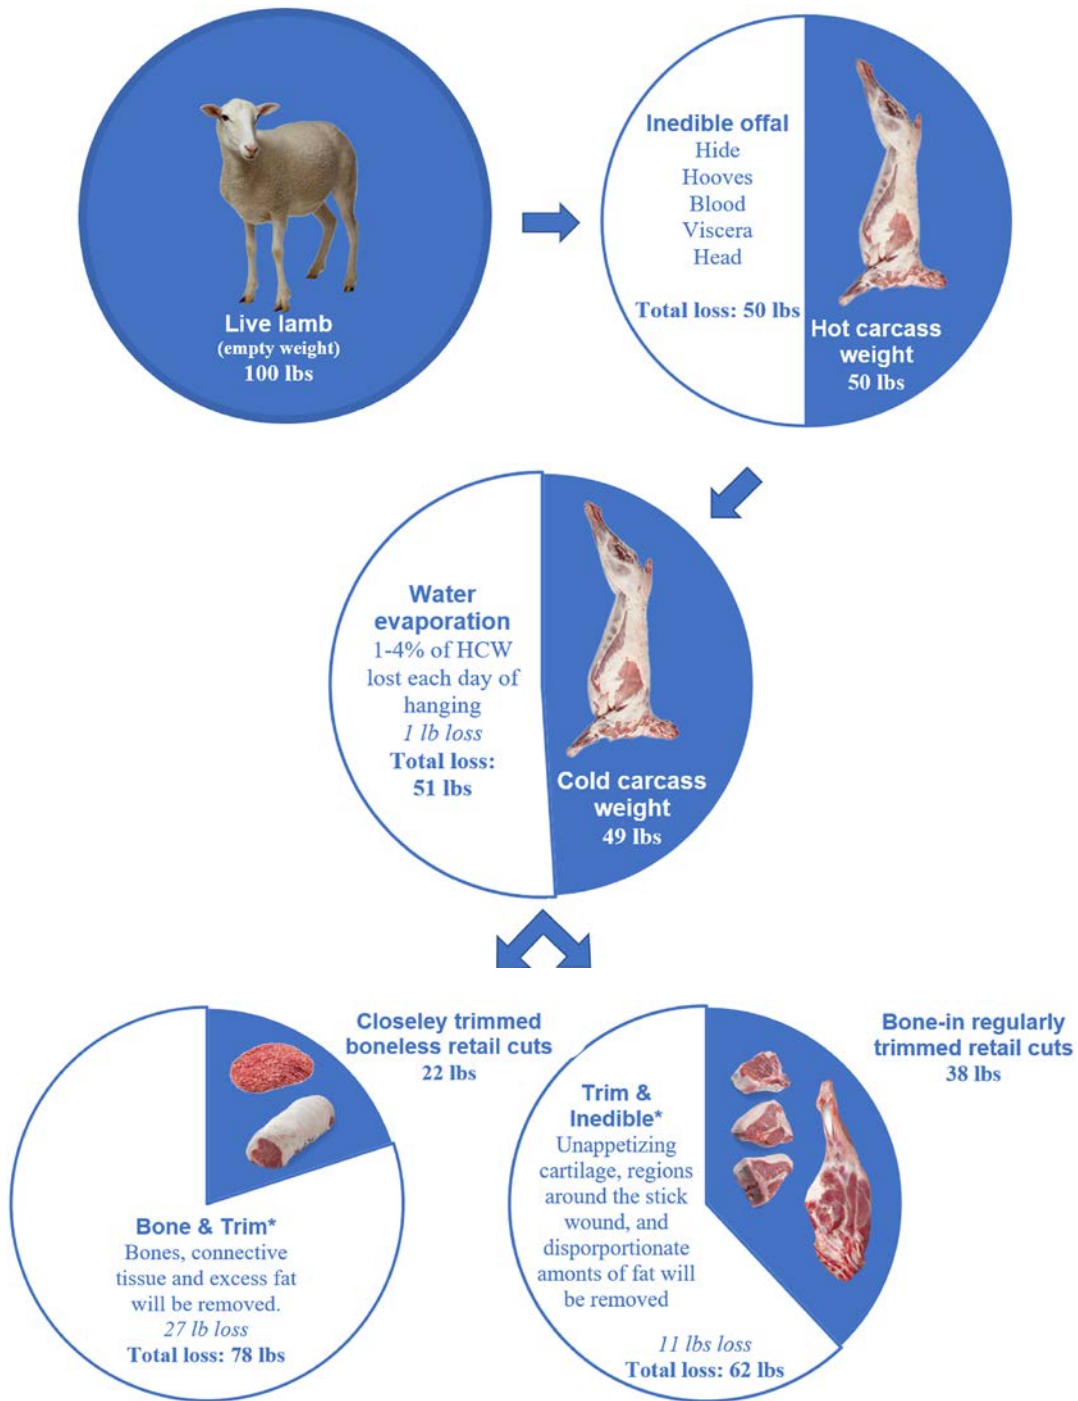 Live lamb
(empty weight)
100 lbs
Inedible offal
Hide
Hooves
Blood
Viscera
Head
Total loss: 50 lbs
Hot carcass
weight
50 lbs
Water
evaporation
1-4% of HCW
lost each day of
hanging
1 lb loss
Total loss:
51 lbs
Cold carcass
weight
49 lbs
Closeley trimmed
boneless retail cuts
22 lbs
Bone & Trim*
Bones, connective
tissue and excess fat
will be removed.
27 lb loss
Total loss: 78 lbs
Bone-in regularly
trimmed retail cuts
38 lbs
Trim &
Inedible*
Unappetizing
cartilage, regions
around the stick
wound, and
disporportionate
amonts of fat will
be removed
11 lbs loss
Total loss: 62 lbs